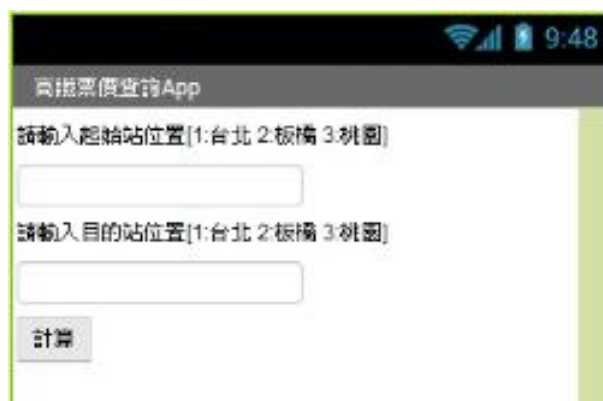 9:48
高鐵票價查詢App
請輸入起始站位置[1:台北 2:板橋 3:桃園]
請輸入目的站位置[1:台北 2:板橋 3:桃園]
計算